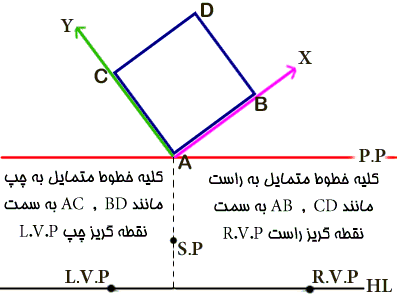 D
Y
X
C
B
A
P.P
کلیه خطوط متمایل به راست
مانند AB , CD به سمت
نقطه گریز راست R.V.P
کلیه خطوط متمایل به چپ
مانند AC , BD به سمت
نقطه گریز چپ L.V.P
S.P
L.V.P
R.V.P
HL